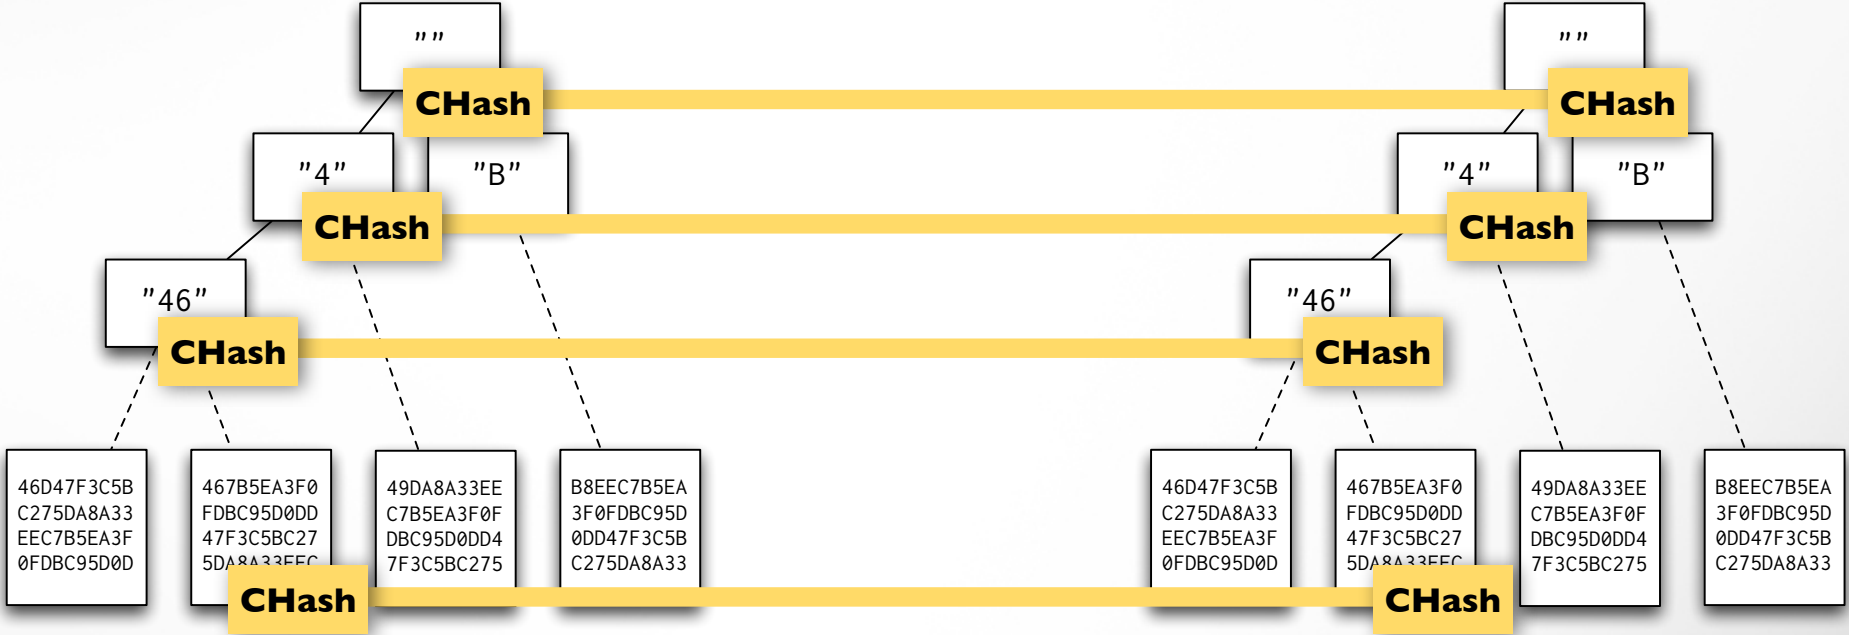 ""
""
CHash
CHash
"4"
"B"
"4"
"B"
CHash
CHash
"46"
"46"
CHash
CHash
46D47F3C5B
C275DA8A33
EEC7B5EA3F
0FDBC95D0D
467B5EA3F0
FDBC95D0DD
47F3C5BC27
5DA8A33EEC
49DA8A33EE
C7B5EA3F0F
DBC95D0DD4
7F3C5BC275
B8EEC7B5EA
3F0FDBC95D
0DD47F3C5B
C275DA8A33
46D47F3C5B
C275DA8A33
EEC7B5EA3F
0FDBC95D0D
467B5EA3F0
FDBC95D0DD
47F3C5BC27
5DA8A33EEC
49DA8A33EE
C7B5EA3F0F
DBC95D0DD4
7F3C5BC275
B8EEC7B5EA
3F0FDBC95D
0DD47F3C5B
C275DA8A33
CHash
CHash